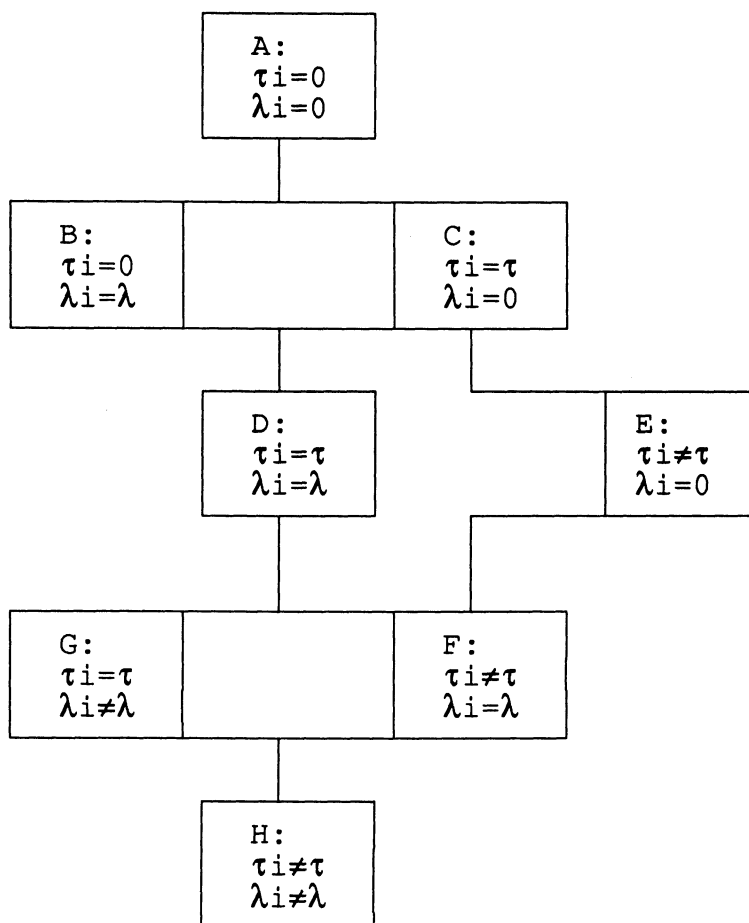 A:
τi=0
λi=0
B:
τi=0
λi=λ
C:
τi=τ
λi=0
D:
τi=τ
λi=λ
E:
τi≠τ
λi=0
G:
τi=τ
λi≠λ
F:
τi≠τ
λi=λ
H:
τi≠τ
λi≠λ